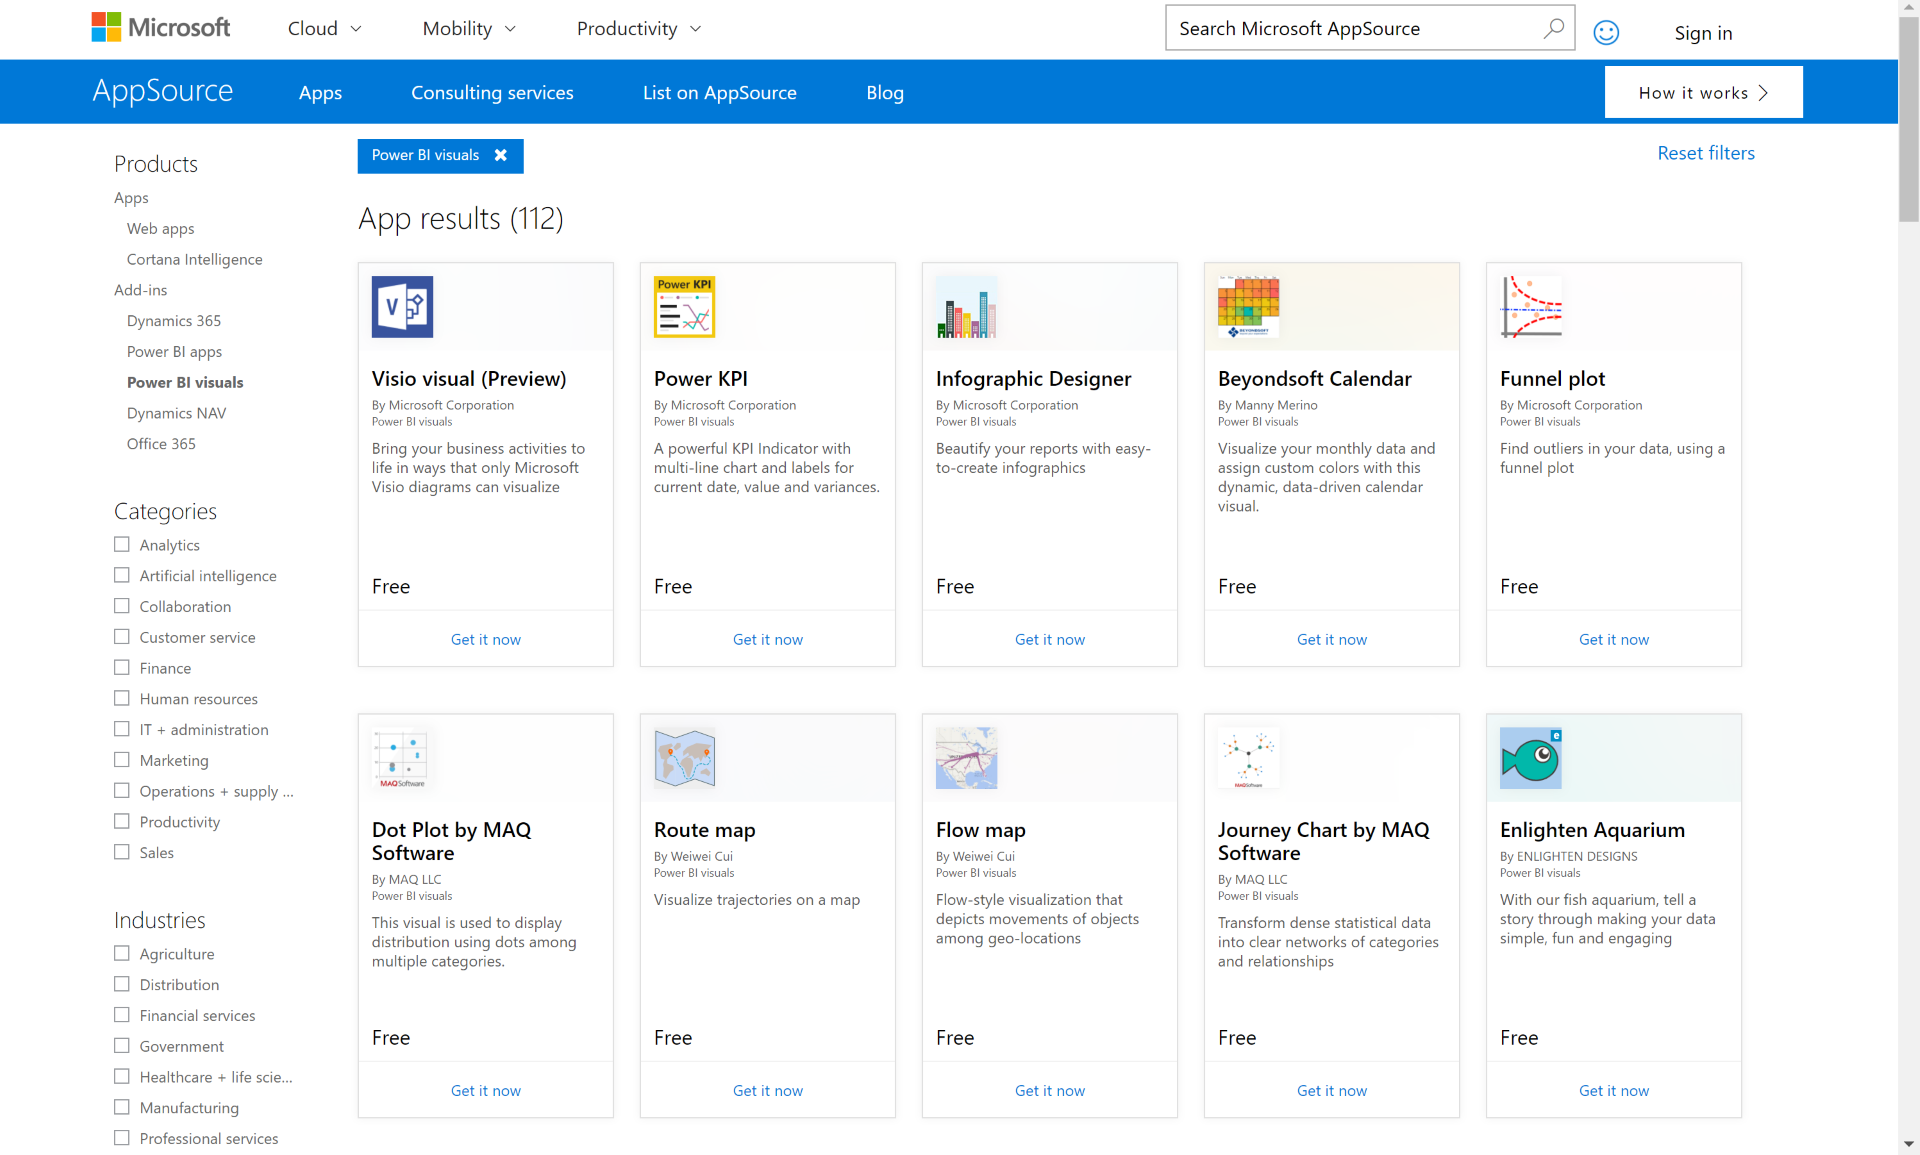 Microsoft
Cloud
Mobility
Productivity
Search Microsoft AppSource
Sign in
AppSource
Apps
Consulting services
List on AppSource
Blog
How it works
Products
Apps
Web apps
Cortana Intelligence
Add-ins
Dynamics 365
Power BI apps
Power BI visuals
Dynamics NAV
Office 365
Categories
Analytics
Artificial intelligence
Collaboration
Customer service
Finance
Human resources
IT + administration
Marketing
Operations + supply ...
Productivity
Sales
Industries
Agriculture
Distribution
Financial services
Government
Healthcare + life scie...
Manufacturing
Professional services
Power BI visuals
Reset filters
App results (112)
V
Visio visual (Preview)
By Microsoft Corporation
Power BI visuals
Bring your business activities to
life in ways that only Microsoft
Visio diagrams can visualize
Free
Get it now
Power KPI
Power KPI
By Microsoft Corporation
Power BI visuals
A powerful KPI Indicator with
multi-line chart and labels for
current date, value and variances.
Free
Get it now
Infographic Designer
By Microsoft Corporation
Power BI visuals
Beautify your reports with easy-
to-create infographics
Free
Get it now
BEYONDSOFT
Beyondsoft Calendar
By Manny Merino
Power BI visuals
Visualize your monthly data and
assign custom colors with this
dynamic, data-driven calendar
visual.
Free
Get it now
Funnel plot
By Microsoft Corporation
Power BI visuals
Find outliers in your data, using a
funnel plot
Free
Get it now
MAQ Software
Dot Plot by MAQ
Software
By MAQ LLC
Power BI visuals
This visual is used to display
distribution using dots among
multiple categories.
Free
Get it now
Route map
By Weiwei Cui
Power BI visuals
Visualize trajectories on a map
Free
Get it now
Flow map
By Weiwei Cui
Power BI visuals
Flow-style visualization that
depicts movements of objects
among geo-locations
Free
Get it now
MAQ Software
Journey Chart by MAQ
Software
By MAQ LLC
Power BI visuals
Transform dense statistical data
into clear networks of categories
and relationships
Free
Get it now
e
Enlighten Aquarium
By ENLIGHTEN DESIGNS
Power BI visuals
With our fish aquarium, tell a
story through making your data
simple, fun and engaging
Free
Get it now